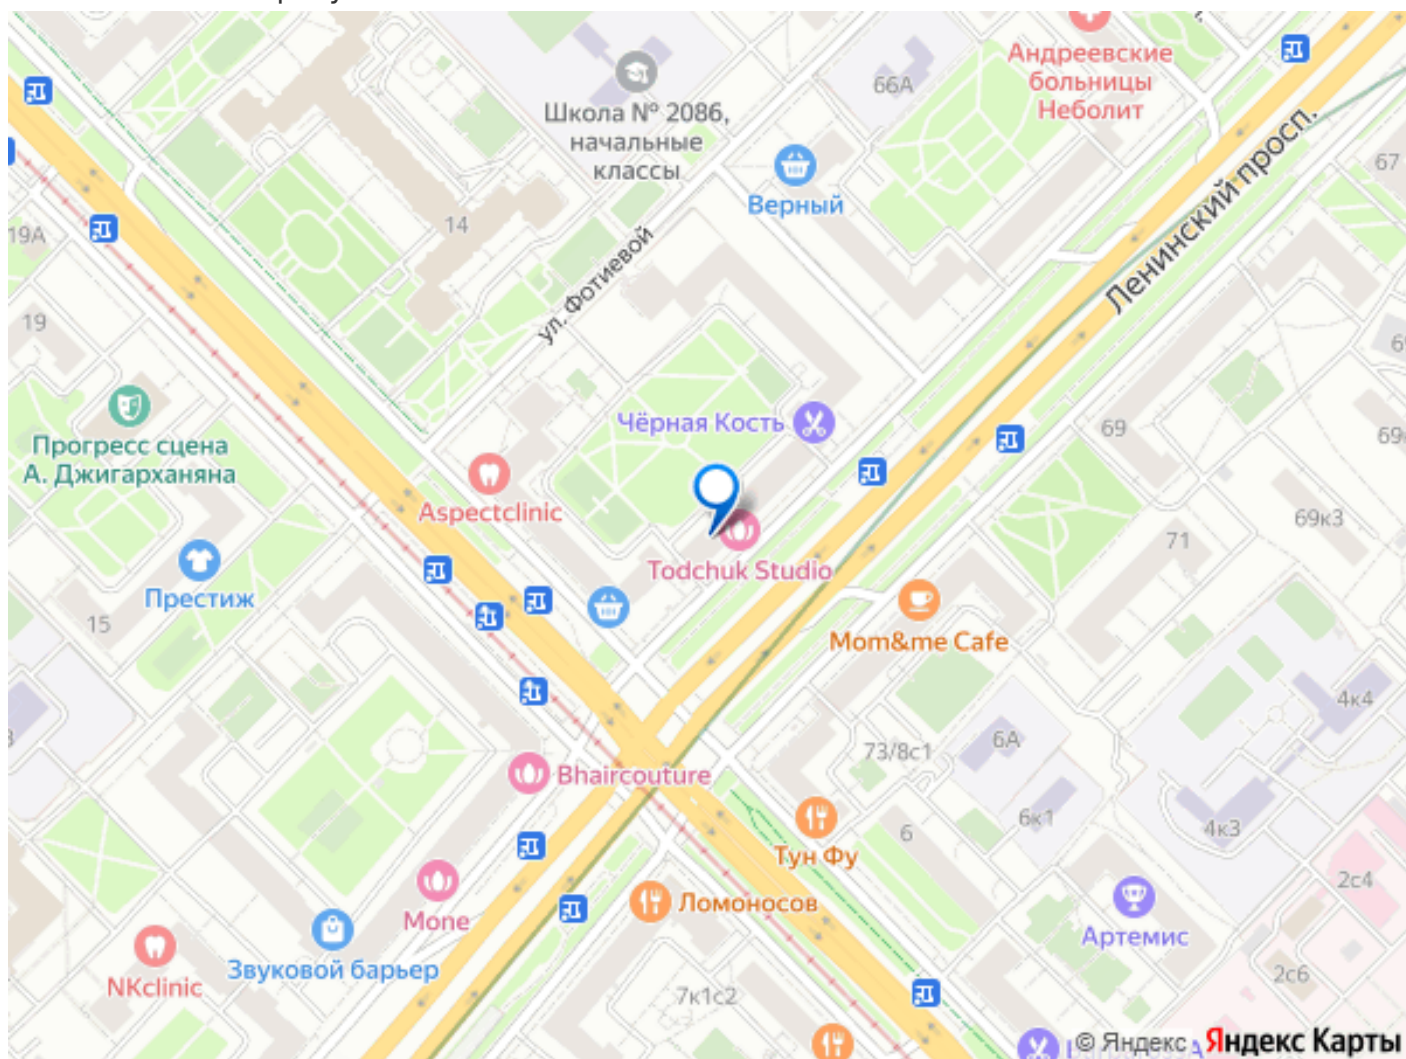 Андреевские
больницы
Неболит
66А
Школа № 2086,
начальные
классы
Ленинский просп.
67
Верный
14
19А
ул. Фотиевой
19
Чёрная Кость
69
Прогресс сцена
А. Джигарханяна
Aspectclinic
69к3
71
Todchuk Studio
Престиж
15
Mom&me Cafe
4к4
6А
73/8с1
Bhaircouture
6к1
4к3
6
Тун Фу
2с4
Ломоносов
Mone
Артемис
Звуковой барьер
NKclinic
2с6
7к1с2
© Яндекс Яндекс Карты